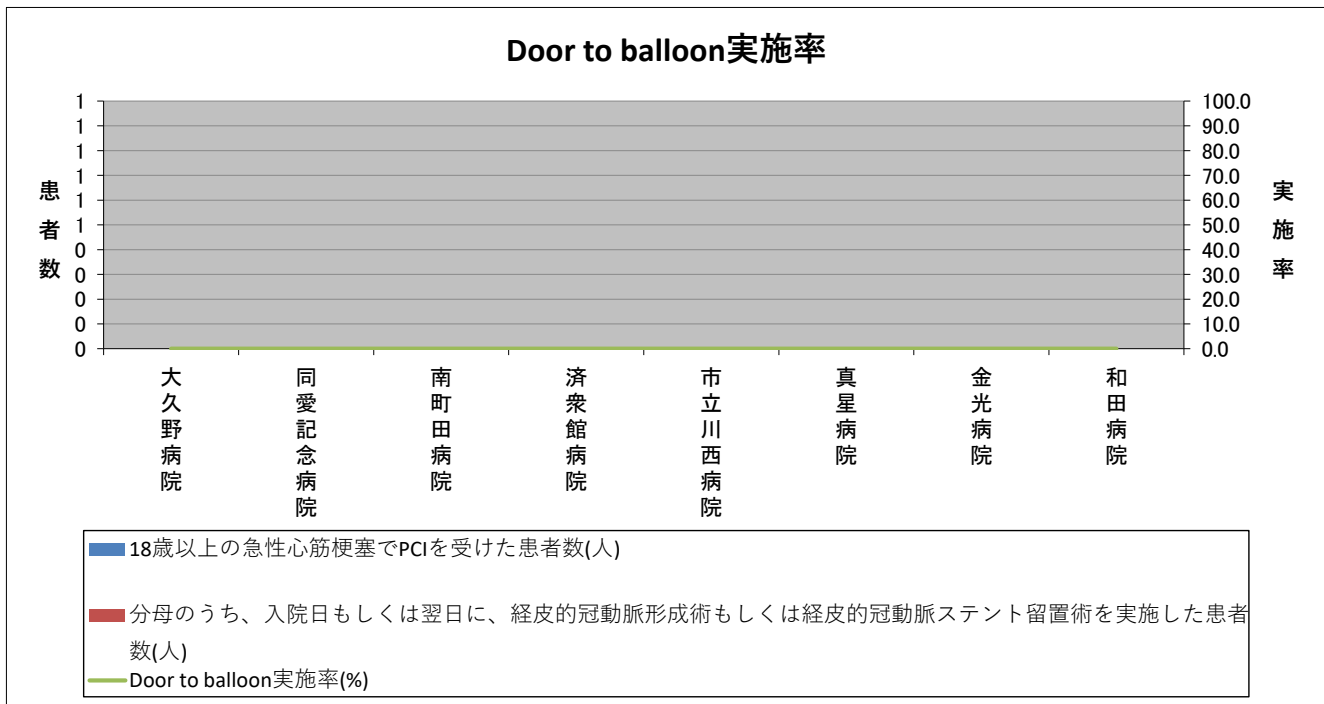 Door to balloon実施率
1
1
1
1
1
1
0
0
0
0
0
患者数
100.0
90.0
80.0
70.0
60.0
50.0
40.0
30.0
20.0
10.0
0.0
実施率
大久野病院
同愛記念病院
南町田病院
済衆館病院
市立川西病院
真星病院
金光病院
和田病院
18歳以上の急性心筋梗塞でPCIを受けた患者数(人)
分母のうち、入院日もしくは翌日に、経皮的冠動脈形成術もしくは経皮的冠動脈ステント留置術を実施した患者
数(人)
Door to balloon実施率(%)